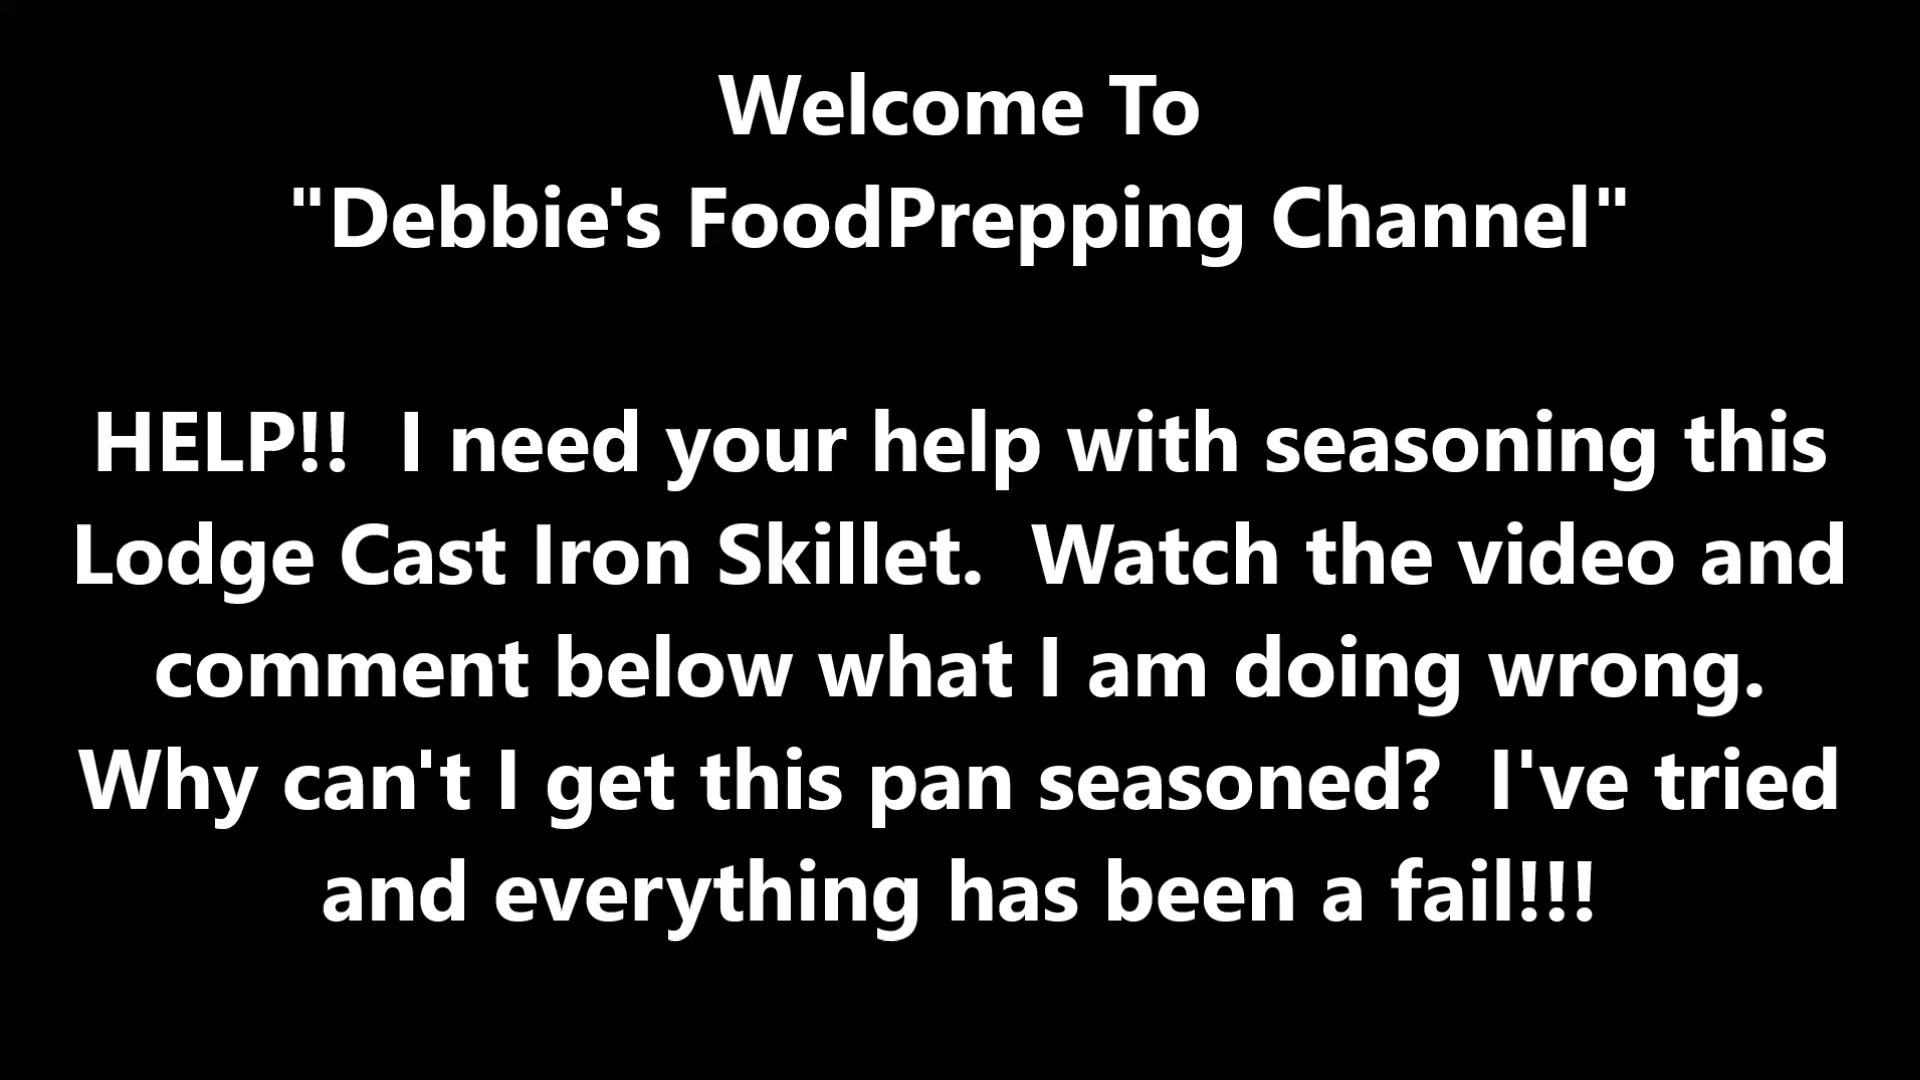 Welcome To
"Debbie's FoodPrepping Channel"
HELP!!  I need your help with seasoning this
Lodge Cast Iron Skillet.  Watch the video and
comment below what I am doing wrong.
Why can't I get this pan seasoned?  I've tried
and everything has been a fail!!!